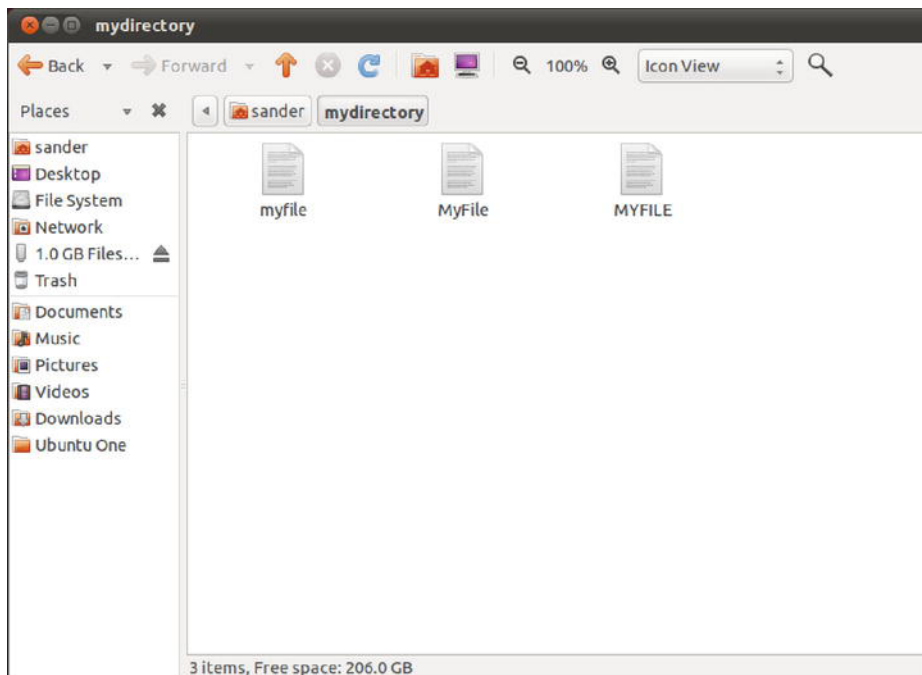 mydirectory
Back Forward 100% Icon View
Places sander mydirectory
sander
Desktop
File System
Network
1.0 GB Files...
Trash
Documents
Music
Pictures
Videos
Downloads
Ubuntu One
myfile MyFile MYFILE
3 items, Free space: 206.0 GB